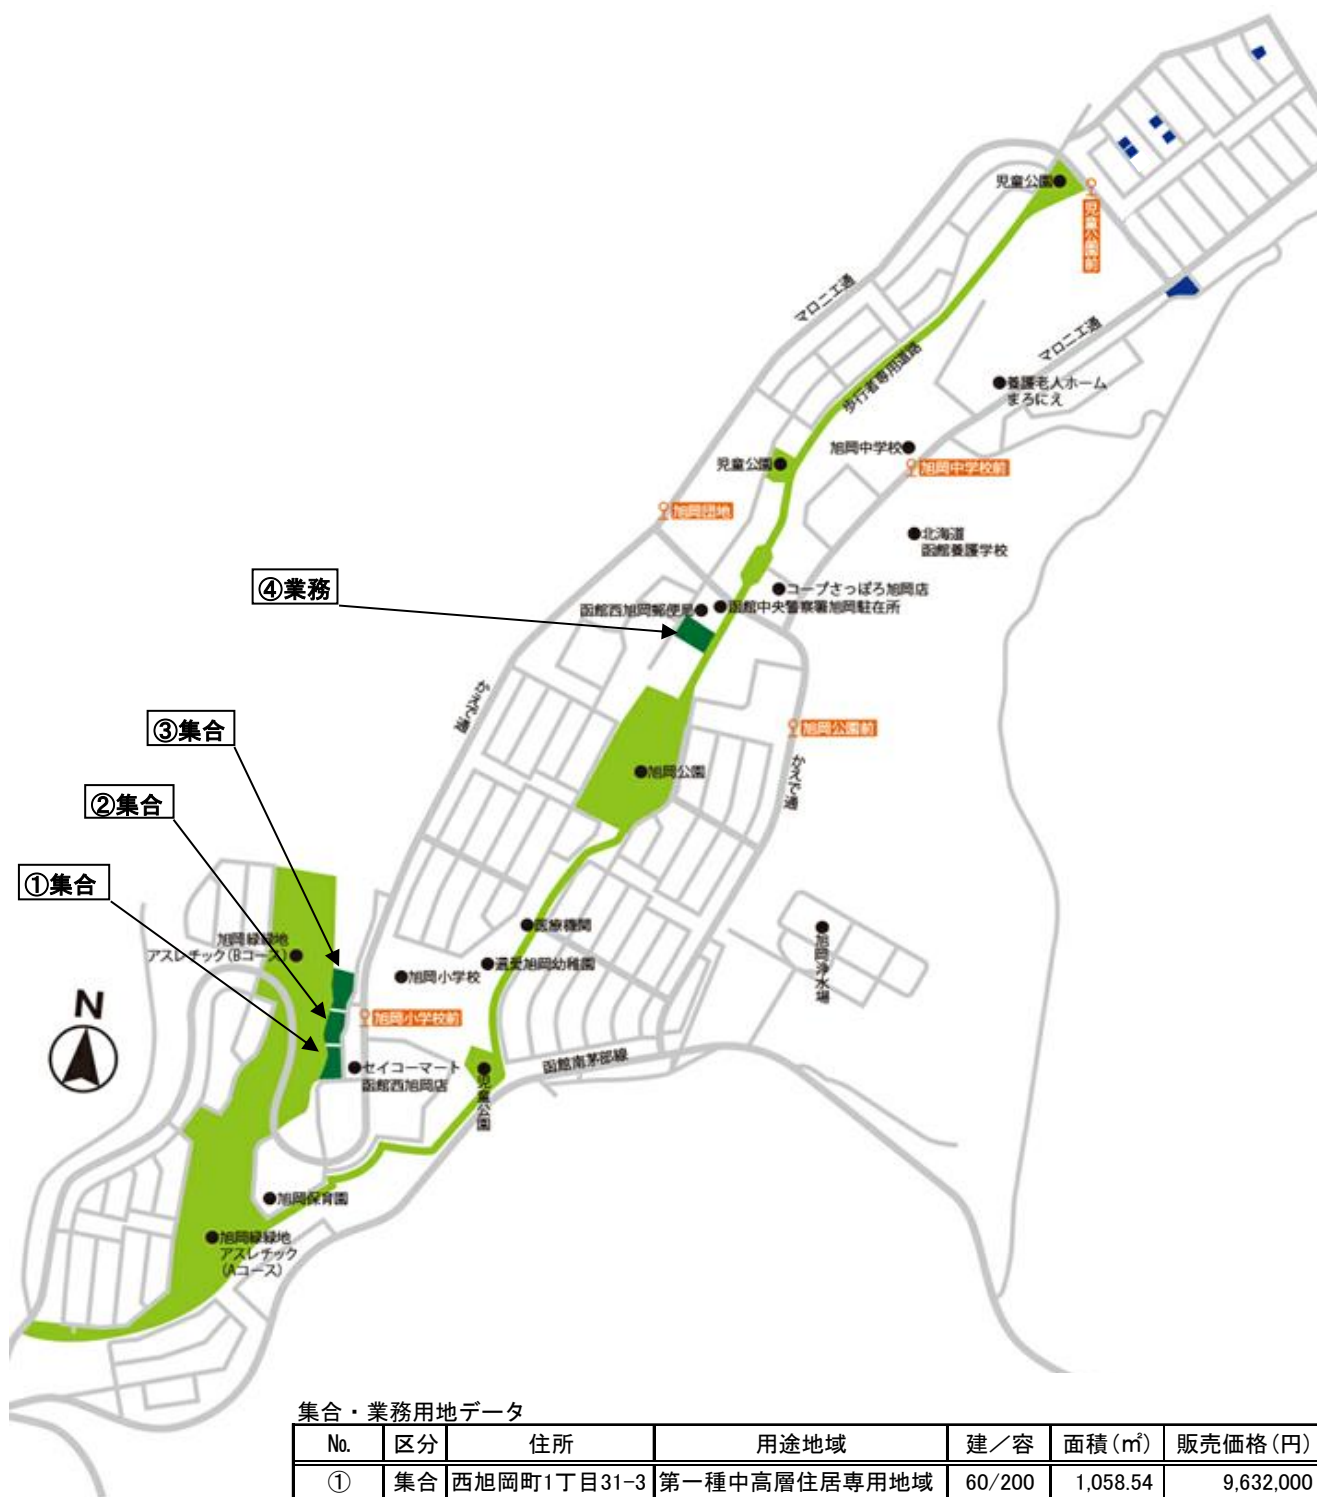 児童公園
児童公園前
マロニエ通
マロニエ通
歩行者専用道路
養護老人ホーム
まろにえ
旭岡中学校
旭岡中学校前
児童公園
旭岡団地
北海道
函館養護学校
④業務
コープさっぽろ旭岡店
函館西旭岡郵便局
函館中央警察署旭岡駐在所
かえで通
③集合
旭岡公園前
かえで通
旭岡公園
②集合
①集合
医療機関
旭岡浄水場
旭岡緑緑地
アスレチック(Bコース)
遺愛旭岡幼稚園
旭岡小学校
N
旭岡小学校前
函館南茅部線
セイコーマート
函館西旭岡店
児童公園
旭岡保育園
旭岡緑緑地
アスレチック
(Aコース)
集合・業務用地データ
No. 区分 住所 用途地域 建／容 面積(㎡) 販売価格(円)
① 集合 西旭岡町1丁目31-3 第一種中高層住居専用地域 60/200 1,058.54 9,632,000